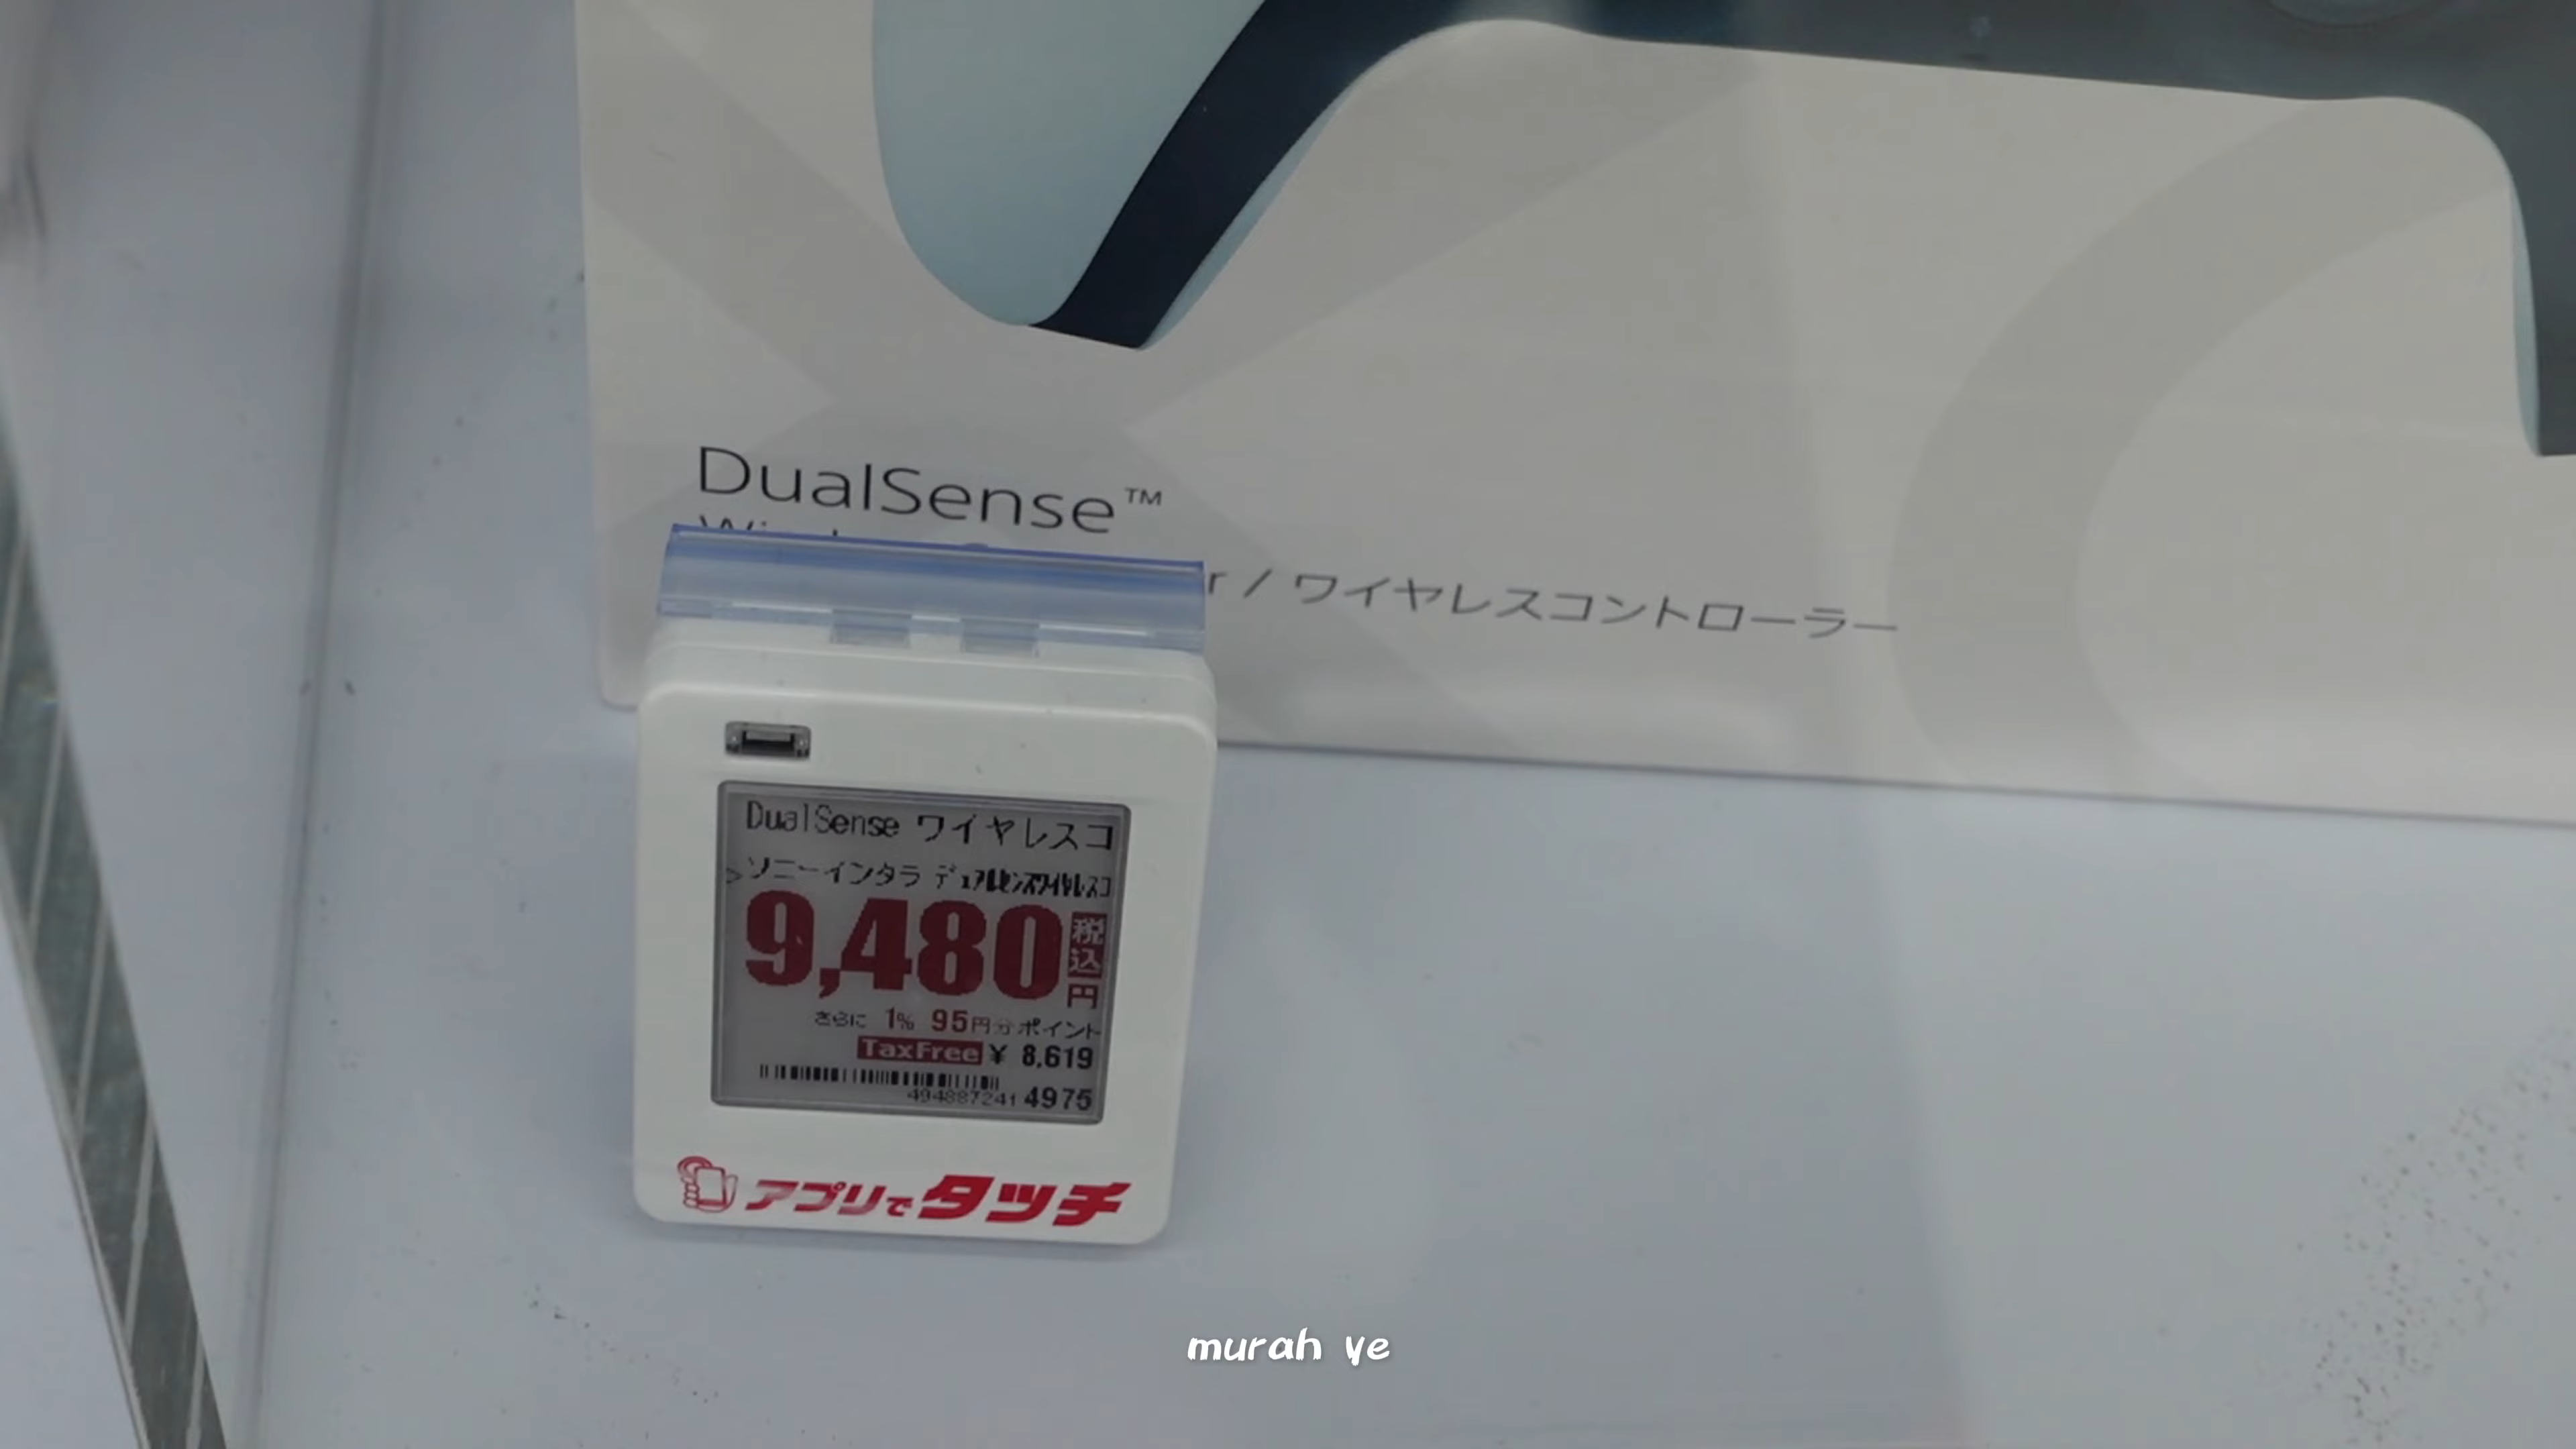 DualSense™
r / ワイヤレスコントローラー
DualSense ワイヤレスコ
ソニーインタラ デュアルセンスワイヤレスコ
9,480 税込円
さらに 1% 95円分ポイント
TaxFree ¥ 8,619
494887241 4975
アプリでタッチ
murah ye